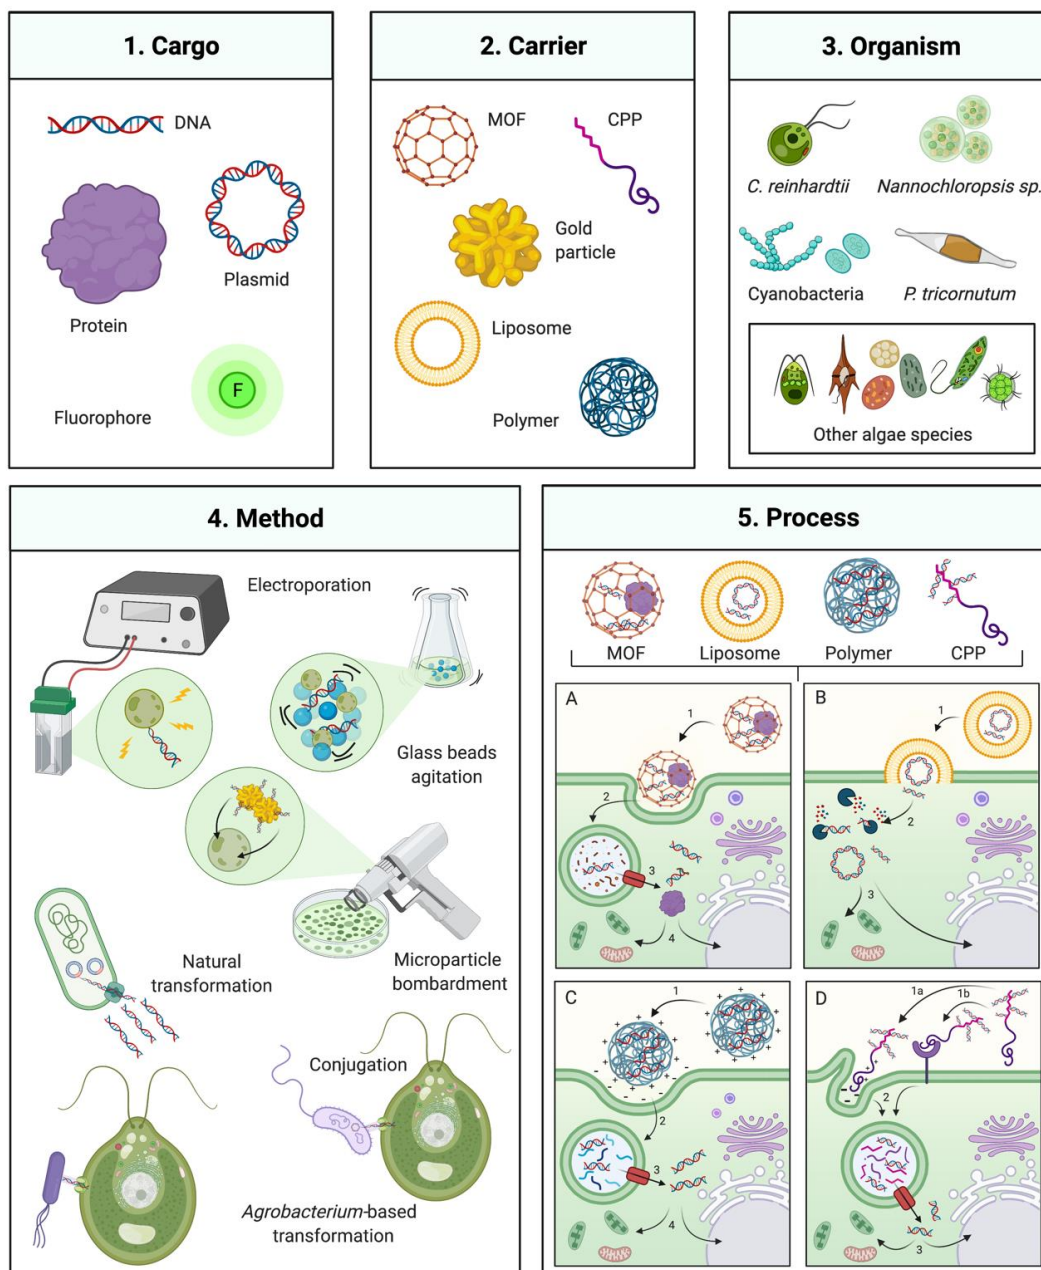 1. Cargo
DNA
Plasmid
Protein
F
Fluorophore
2. Carrier
MOF
CPP
Gold
particle
Liposome
Polymer
3. Organism
C. reinhardtii
Nannochloropsis sp.
Cyanobacteria
P. tricornutum
Other algae species
4. Method
Electroporation
Glass beads
agitation
Microparticle
bombardment
Natural
transformation
Conjugation
Agrobacterium-based
transformation
5. Process
MOF
Liposome
Polymer
CPP
A
1
2
3
4
B
1
2
3
C
+
1
2
3
4
D
1a
1b
2
3